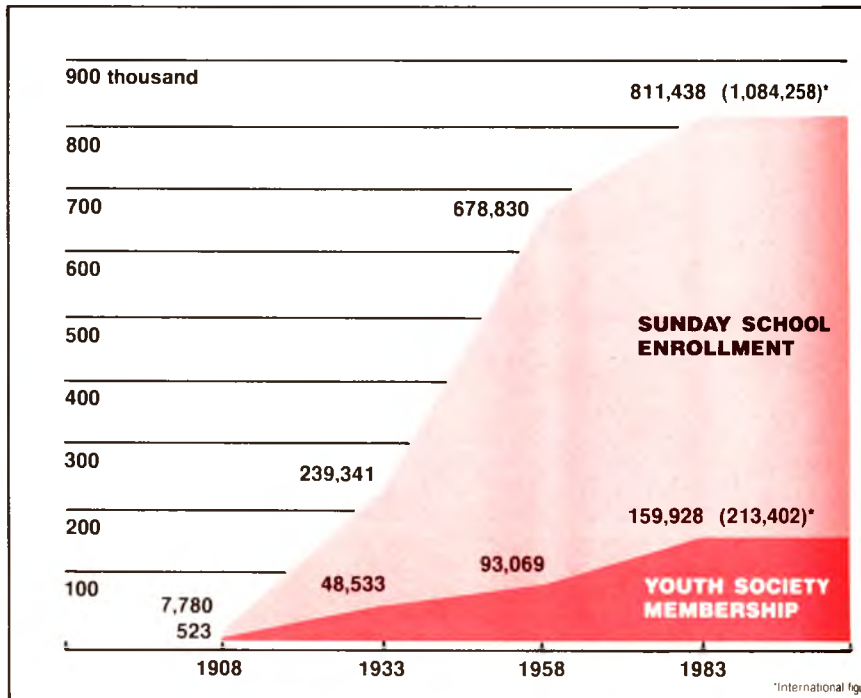 900 thousand
811,438 (1,084,258)*
800
700
678,830
600
500
SUNDAY SCHOOL
ENROLLMENT
400
300
239,341
200
159,928 (213,402)*
100
93,069
48,533
YOUTH SOCIETY
MEMBERSHIP
7,780
523
1908 1933 1958 1983
*International